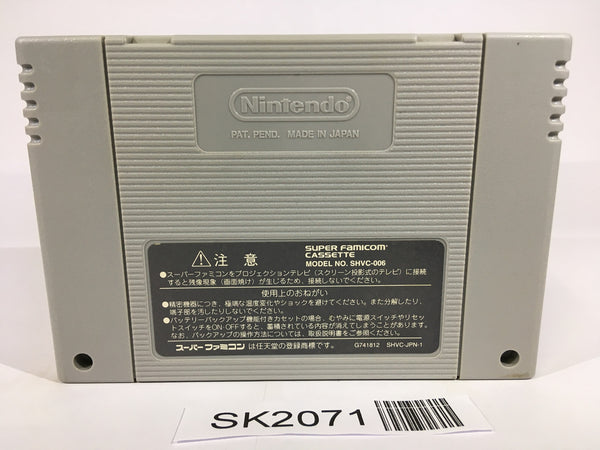 Nintendo®
PAT. PEND. MADE IN JAPAN
注意
SUPER Famicom™
CASSETTE
MODEL NO. SHVC-006
●スーパーファミコンをプロジェクションテレビ（スクリーン投影式のテレビ）に接続
すると残像現象（画面焼け）が生じるため、接続しないでください。
使用上のおねがい
●精密機器につき、極端な温度変化やショックを避けてください。また分解したり、
端子部を汚したりしないでください。
●バッテリーバックアップ機能付きカセットの場合、むやみに電源スイッチやリセッ
トスイッチをON・OFFすると、蓄積されている内容が消えてしまうことがあります。
なお、バックアップの操作方法については、取扱説明書をご参照ください。
スーパーファミコン は任天堂の登録商標です。 G741812 SHVC-JPN-1
SK2071